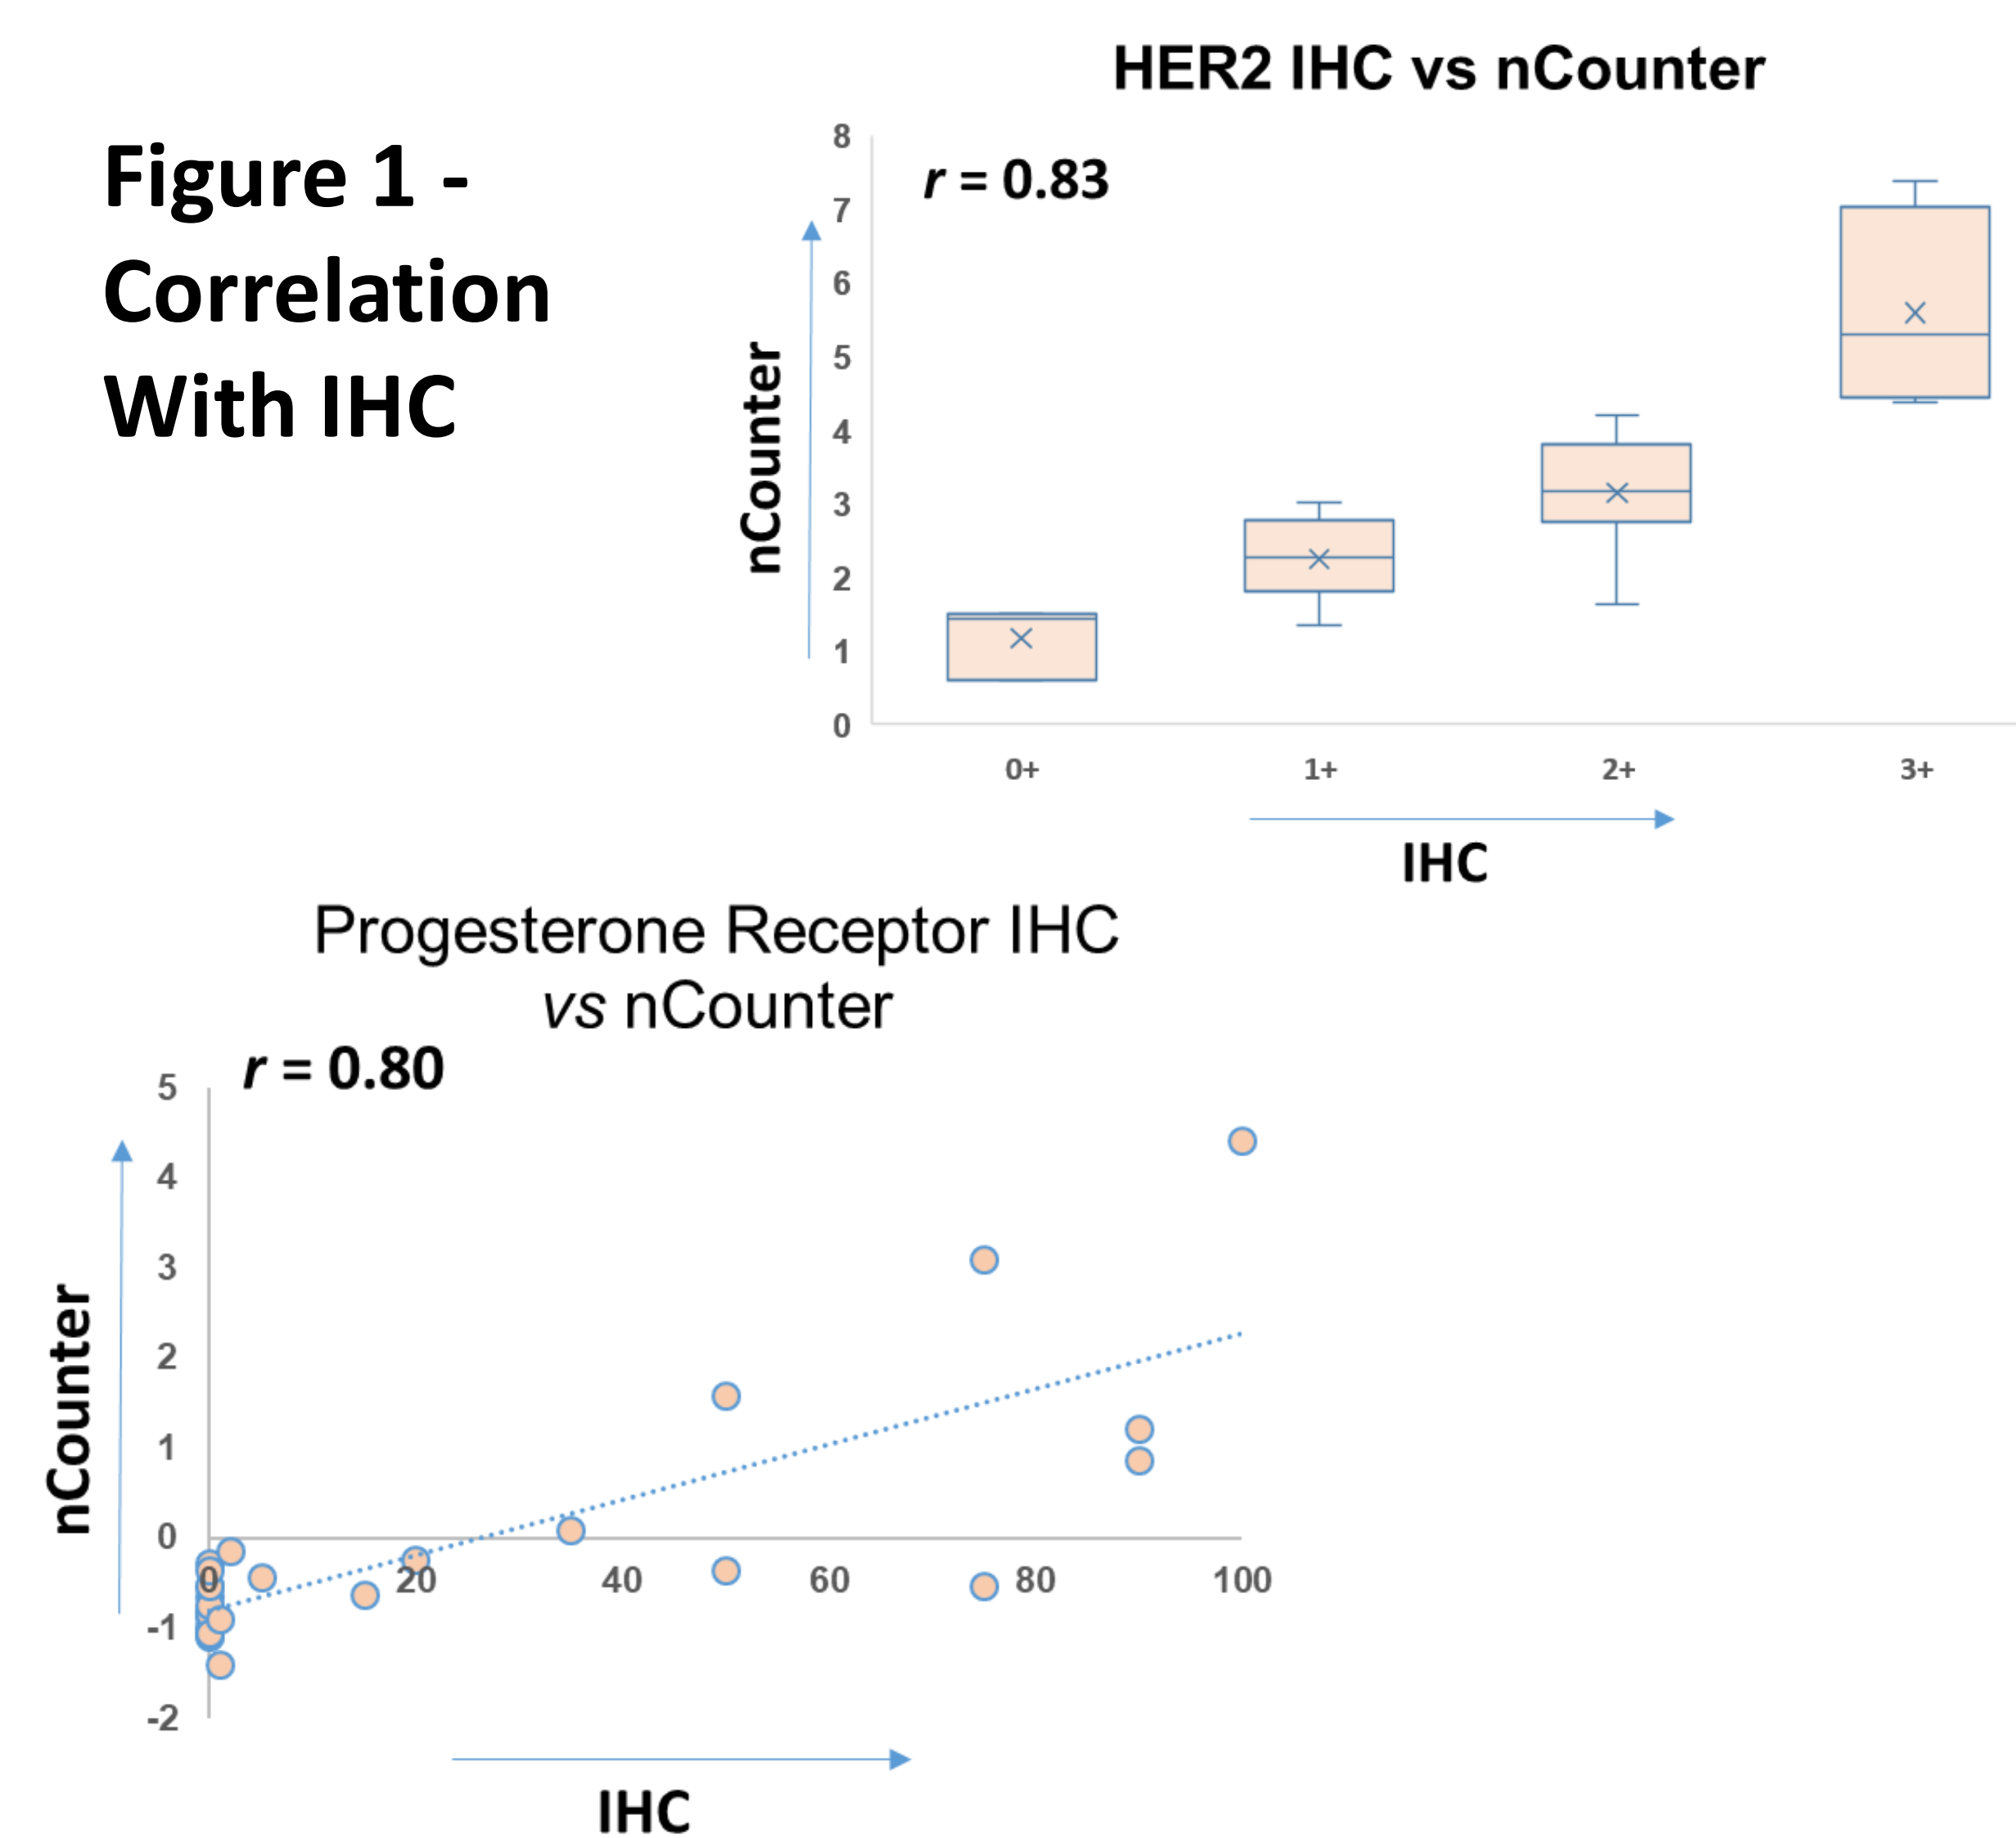 Figure 1 -
Correlation
With IHC
HER2 IHC vs nCounter
r = 0.83
8
7
6
5
4
3
2
1
0
nCounter
0+ 1+ 2+ 3+
IHC
Progesterone Receptor IHC
vs nCounter
r = 0.80
5
4
3
2
1
0
-1
-2
nCounter
0 20 40 60 80 100
IHC